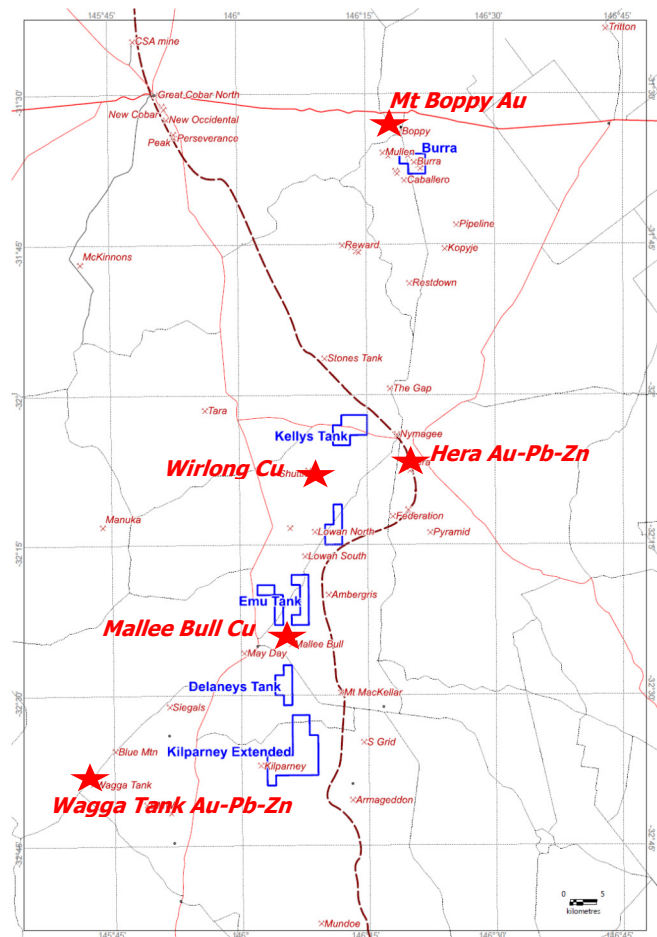 145°45'
146°
146°15'
146°30'
146°45'
Tritton
CSA mine
-31°30'
-31°30'
Great Cobar North
Mt Boppy Au
New Cobar
New Occidental
Boppy
Peak
Perseverance
Burra
Mullen
Burra
Caballero
Pipeline
-31°45'
Reward
Kopyje
-31°45'
McKinnons
Restdown
Stones Tank
-32°
The Gap
-32°
Tara
Kellys Tank
Nymagee
Wirlong Cu
Hera Au-Pb-Zn
Manuka
Lowan North
Federation
Pyramid
-32°15'
-32°15'
Lowan South
Emu Tank
Ambergris
Mallee Bull Cu
Mallee Bull
May Day
Delaneys Tank
-32°30'
Mt MacKellar
-32°30'
Siegals
Kilparney Extended
S Grid
Blue Mtn
Kilparney
Wagga Tank
Wagga Tank Au-Pb-Zn
Armageddon
-32°45'
-32°45'
0 5
kilometres
Mundoe
145°45'
146°
146°15'
146°30'
146°45'